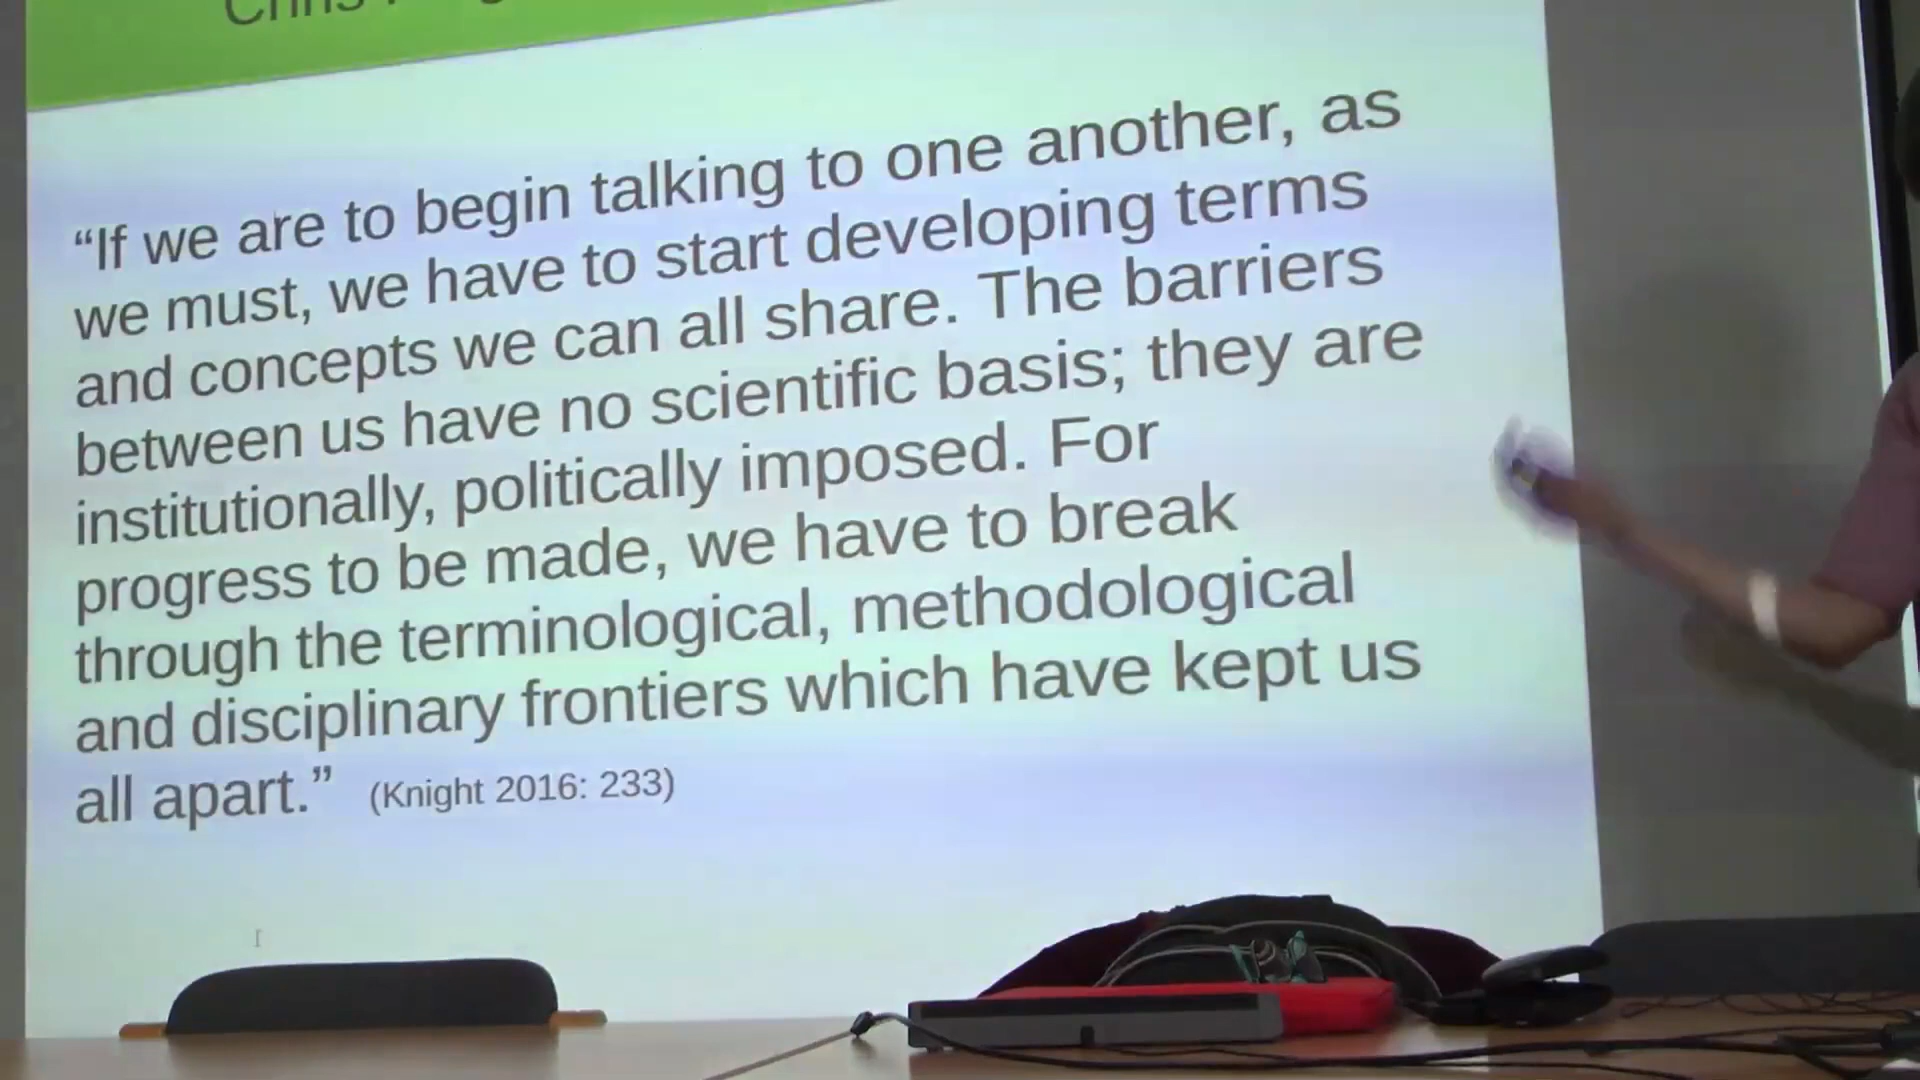 Chris
“If we are to begin talking to one another, as
we must, we have to start developing terms
and concepts we can all share. The barriers
between us have no scientific basis; they are
institutionally, politically imposed. For
progress to be made, we have to break
through the terminological, methodological
and disciplinary frontiers which have kept us
all apart.” (Knight 2016: 233)